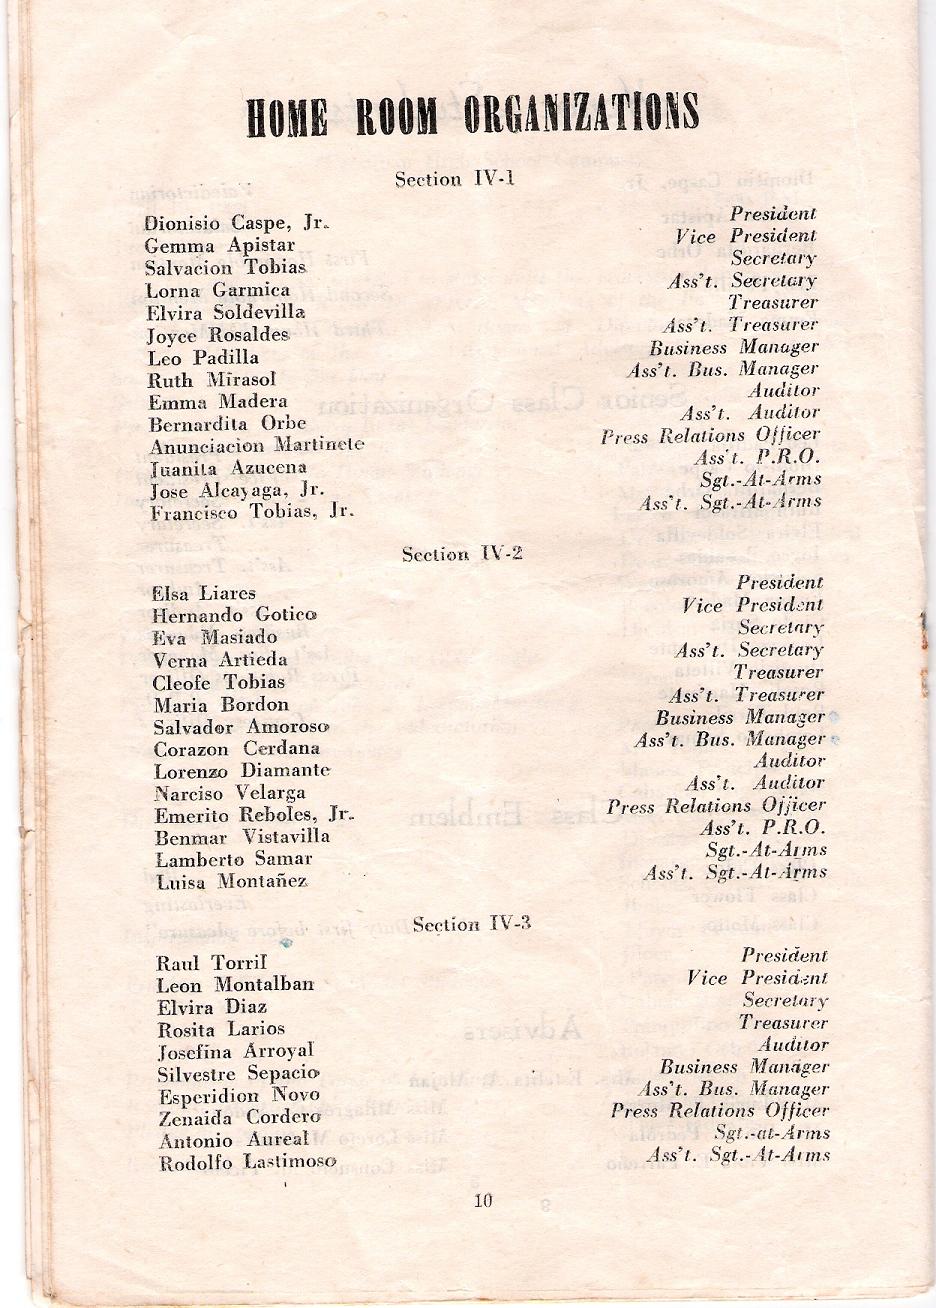 HOME ROOM ORGANIZATIONS
Section IV-1
Dionisio Caspe, Jr. President
Gemma Apistar Vice President
Salvacion Tobias Secretary
Lorna Garmica Ass't. Secretary
Elvira Soldevilla Treasurer
Joyce Rosaldes Ass't. Treasurer
Leo Padilla Business Manager
Ruth Mirasol Ass't. Bus. Manager
Emma Madera Auditor
Bernardita Orbe Ass't. Auditor
Anunciacion Martinete Press Relations Officer
Juanita Azucena Ass't. P.R.O.
Jose Alcayaga, Jr. Sgt.-At-Arms
Francisco Tobias, Jr. Ass't. Sgt.-At-Arms
Section IV-2
Elsa Liares President
Hernando Gotico Vice President
Eva Masiado Secretary
Verna Artieda Ass't. Secretary
Cleofe Tobias Treasurer
Maria Bordon Ass't. Treasurer
Salvador Amoroso Business Manager
Corazon Cerdana Ass't. Bus. Manager
Lorenzo Diamante Auditor
Narciso Velarga Ass't. Auditor
Emerito Reboles, Jr. Press Relations Officer
Benmar Vistavilla Ass't. P.R.O.
Lamberto Samar Sgt.-At-Arms
Luisa Montañez Ass't. Sgt.-At-Arms
Section IV-3
Raul Torril President
Leon Montalban Vice President
Elvira Diaz Secretary
Rosita Larios Treasurer
Josefina Arroyal Auditor
Silvestre Sepacio Business Manager
Esperidion Novo Ass't. Bus. Manager
Zenaida Cordero Press Relations Officer
Antonio Aureal Sgt.-at-Arms
Rodolfo Lastimoso Ass't. Sgt.-At-Arms
10